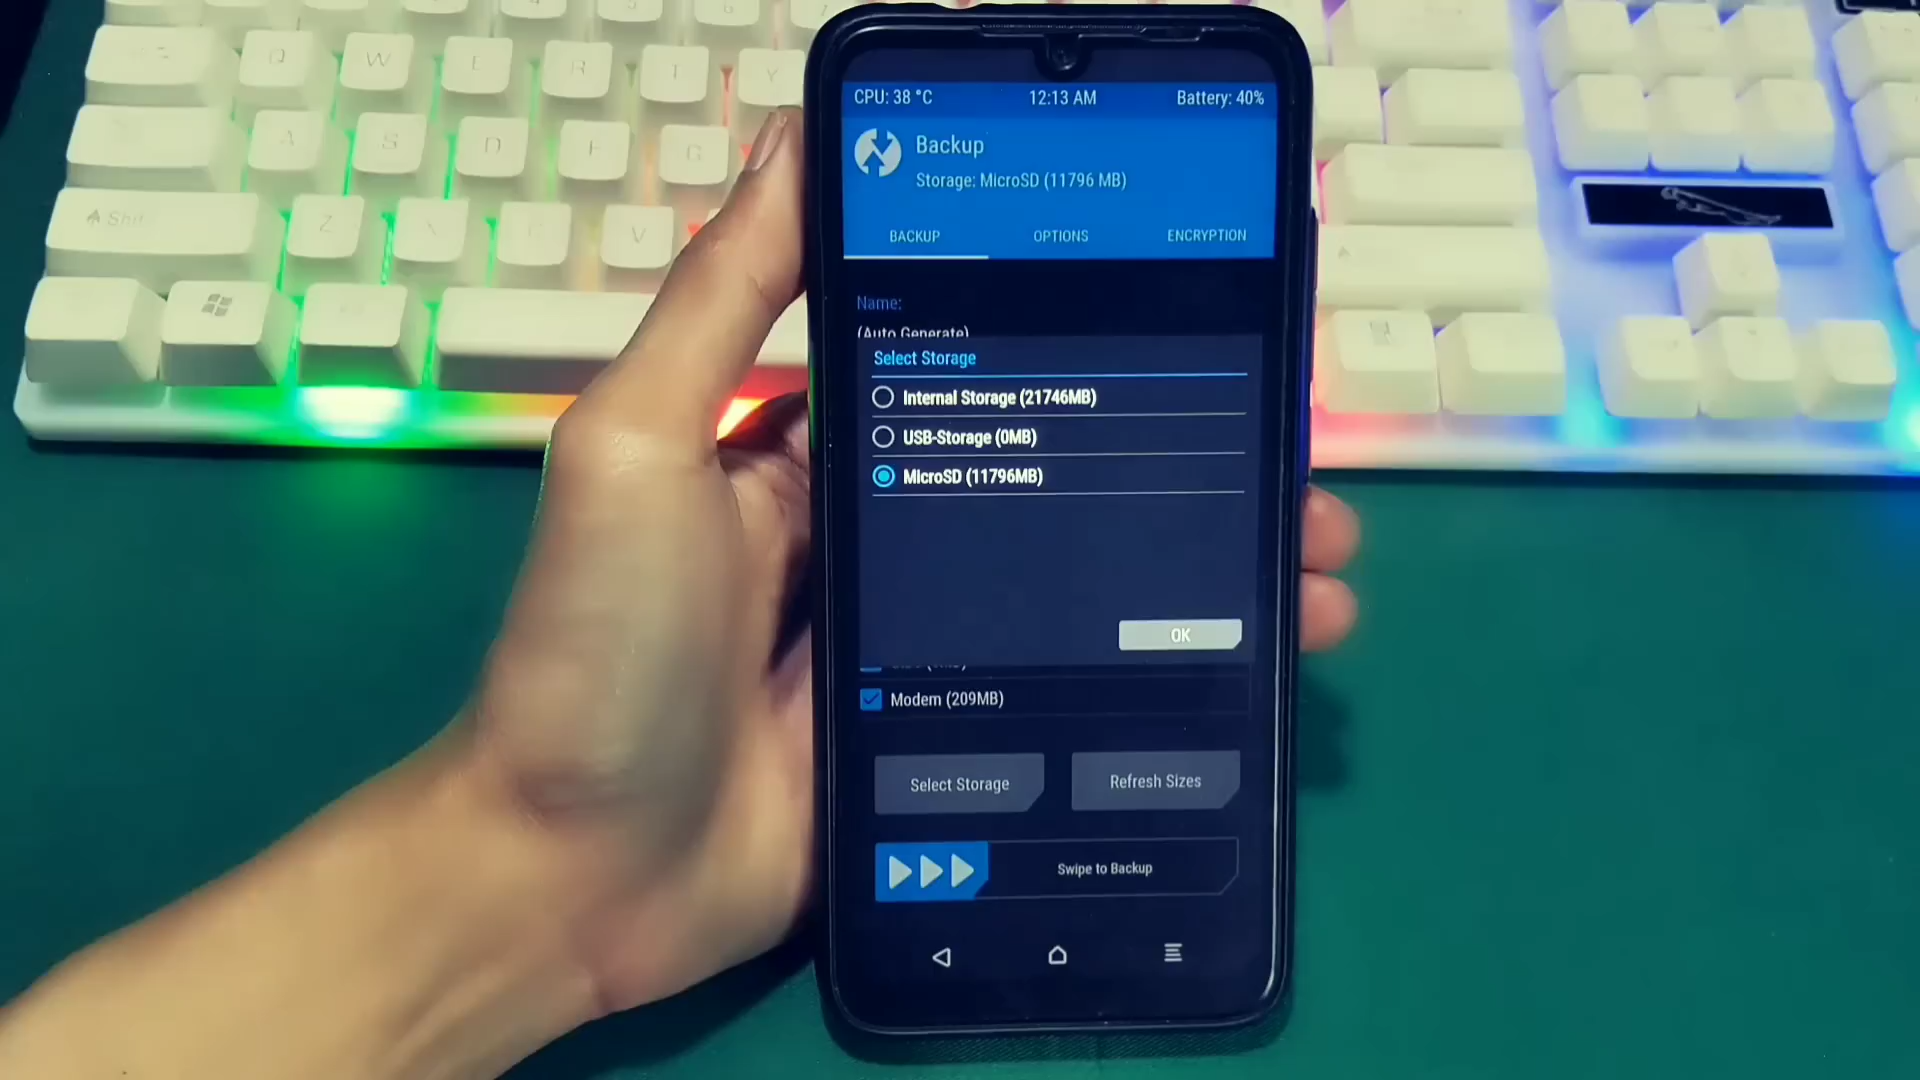 Q W E R T Y
A S D F G
Shift Z V
CPU: 38 °C 12:13 AM Battery: 40%
Backup
Storage: MicroSD (11796 MB)
BACKUP OPTIONS ENCRYPTION
Name:
(Auto Generate)
Select Storage
Internal Storage (21746MB)
USB-Storage (0MB)
MicroSD (11796MB)
OK
Modem (209MB)
Select Storage Refresh Sizes
Swipe to Backup